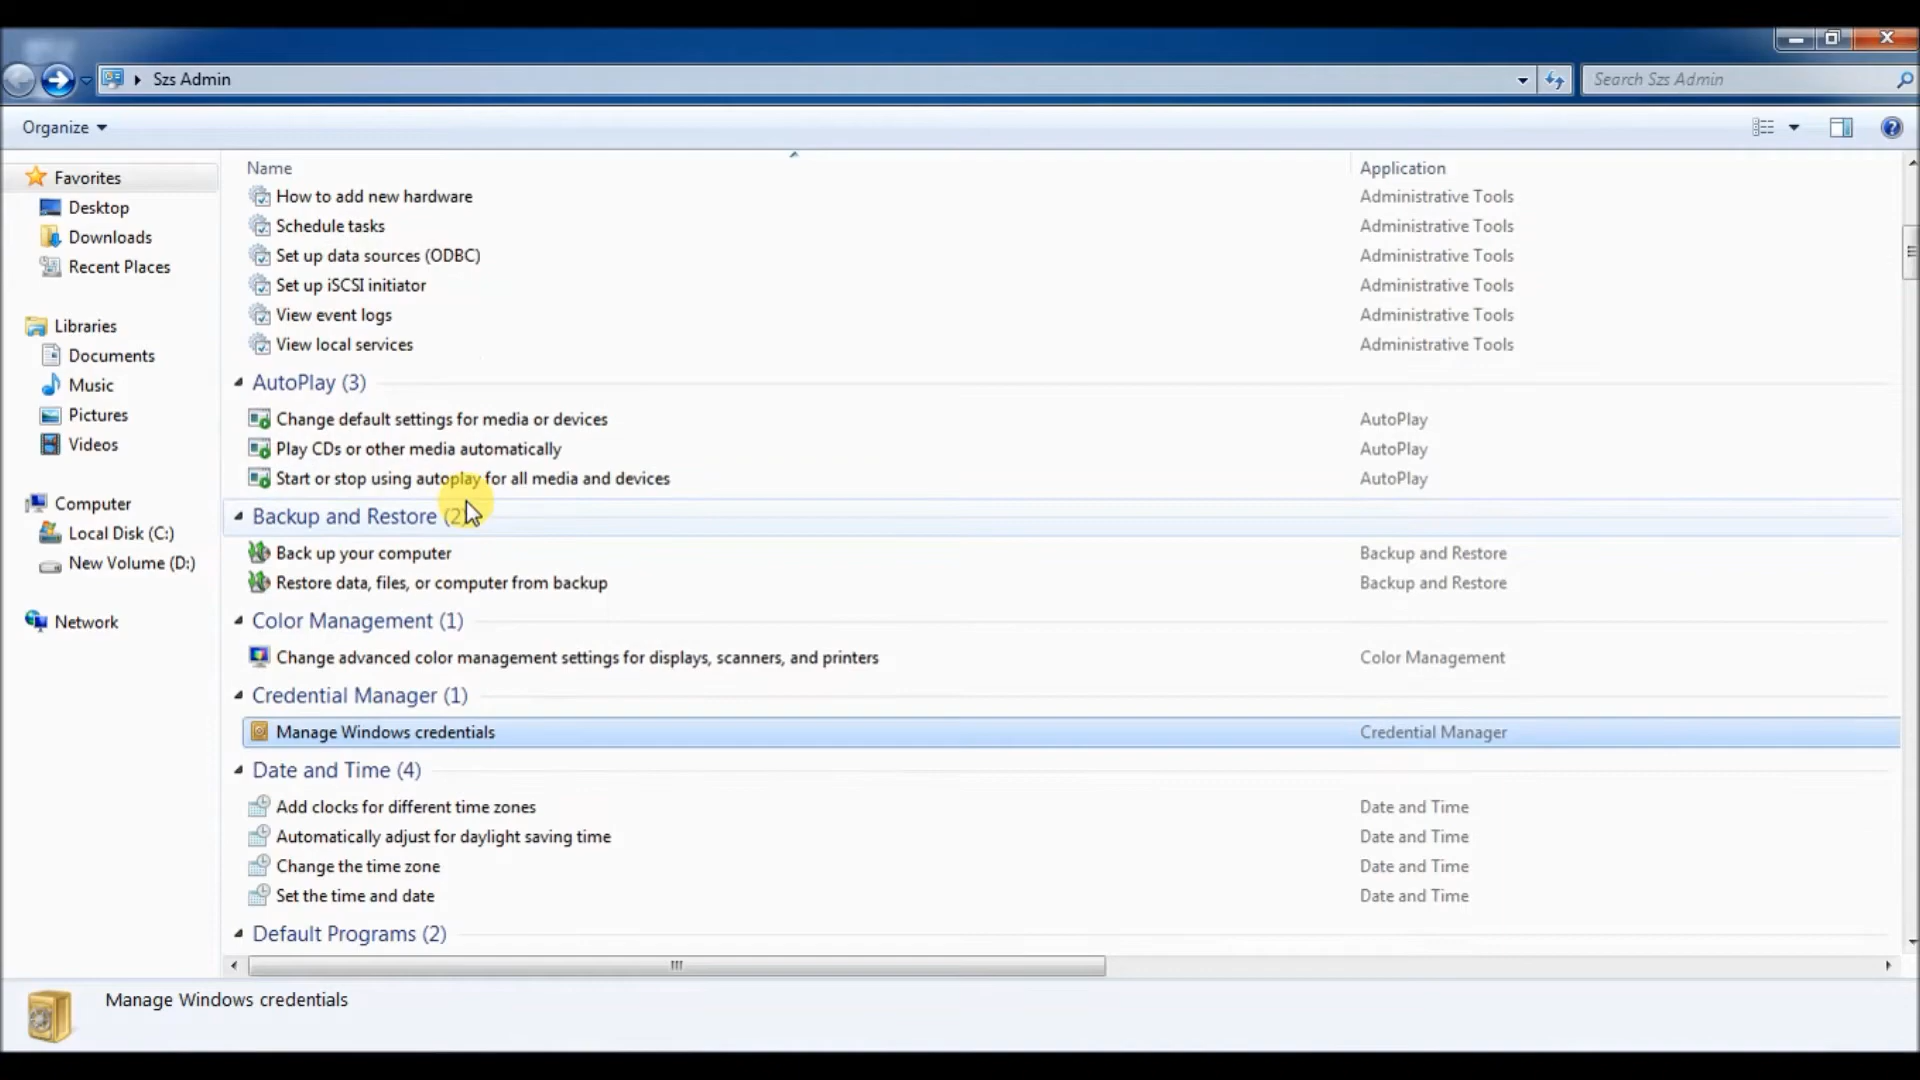 Szs Admin
Search Szs Admin
Organize
Favorites
Desktop
Downloads
Recent Places
Libraries
Documents
Music
Pictures
Videos
Computer
Local Disk (C:)
New Volume (D:)
Network
Name Application
How to add new hardware Administrative Tools
Schedule tasks Administrative Tools
Set up data sources (ODBC) Administrative Tools
Set up iSCSI initiator Administrative Tools
View event logs Administrative Tools
View local services Administrative Tools
AutoPlay (3)
Change default settings for media or devices AutoPlay
Play CDs or other media automatically AutoPlay
Start or stop using autoplay for all media and devices AutoPlay
Backup and Restore (2)
Back up your computer Backup and Restore
Restore data, files, or computer from backup Backup and Restore
Color Management (1)
Change advanced color management settings for displays, scanners, and printers Color Management
Credential Manager (1)
Manage Windows credentials Credential Manager
Date and Time (4)
Add clocks for different time zones Date and Time
Automatically adjust for daylight saving time Date and Time
Change the time zone Date and Time
Set the time and date Date and Time
Default Programs (2)
Manage Windows credentials